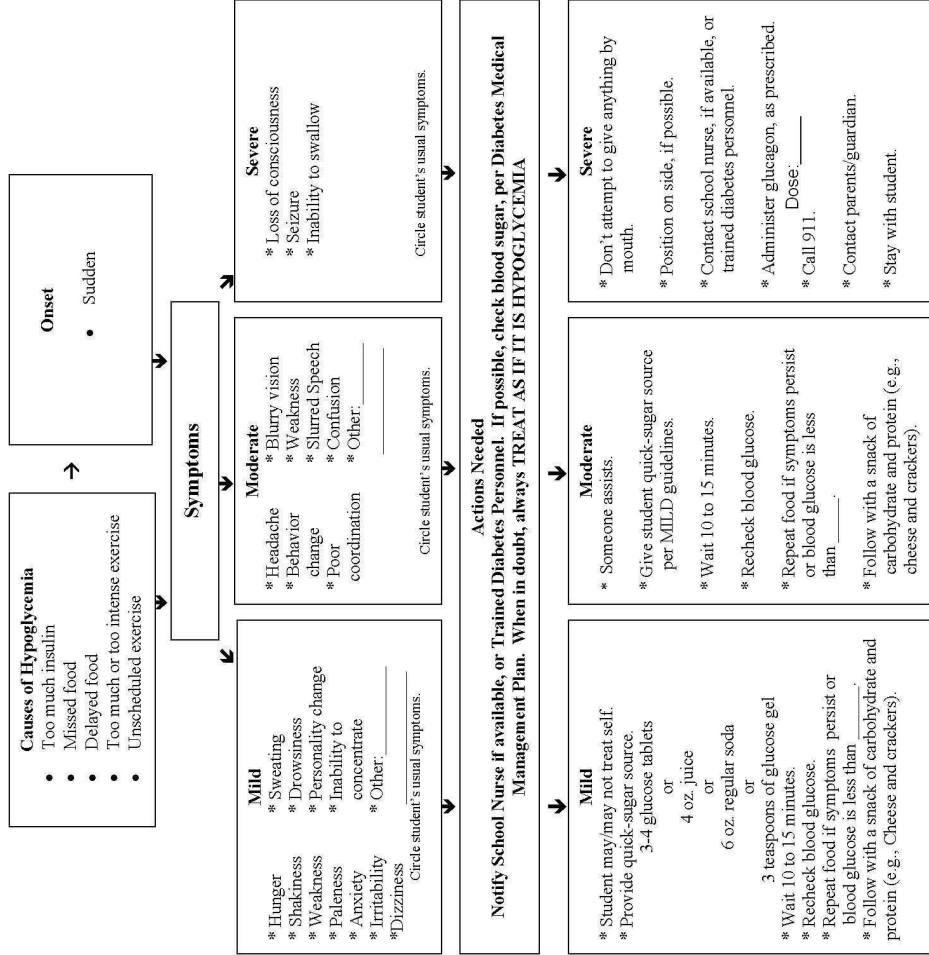 Causes of Hypoglycemia
• Too much insulin
• Missed food
• Delayed food
• Too much or too intense exercise
• Unscheduled exercise
Onset
• Sudden
Symptoms
Mild
* Hunger
* Shakiness
* Weakness
* Paleness
* Anxiety
* Irritability
*Dizziness
* Sweating
* Drowsiness
* Personality change
* Inability to
concentrate
* Other: ________
________
Circle student's usual symptoms.
Moderate
* Headache
* Behavior
change
* Poor
coordination
* Blurry vision
* Weakness
* Slurred Speech
* Confusion
* Other: ________
________
Circle student's usual symptoms.
Severe
* Loss of consciousness
* Seizure
* Inability to swallow
Circle student's usual symptoms.
Actions Needed
Notify School Nurse if available, or Trained Diabetes Personnel. If possible, check blood sugar, per Diabetes Medical
Management Plan. When in doubt, always TREAT AS IF IT IS HYPOGLYCEMIA
Mild
* Student may/may not treat self.
* Provide quick-sugar source.
3-4 glucose tablets
or
4 oz. juice
or
6 oz. regular soda
or
3 teaspoons of glucose gel
* Wait 10 to 15 minutes.
* Recheck blood glucose.
* Repeat food if symptoms persist or
blood glucose is less than _____.
* Follow with a snack of carbohydrate and
protein (e.g., Cheese and crackers).
Moderate
* Someone assists.
* Give student quick-sugar source
per MILD guidelines.
* Wait 10 to 15 minutes.
* Recheck blood glucose.
* Repeat food if symptoms persist
or blood glucose is less
than _____.
* Follow with a snack of
carbohydrate and protein (e.g.,
cheese and crackers).
Severe
* Don't attempt to give anything by
mouth.
* Position on side, if possible.
* Contact school nurse, if available, or
trained diabetes personnel.
* Administer glucagon, as prescribed.
Dose:_____
* Call 911.
* Contact parents/guardian.
* Stay with student.